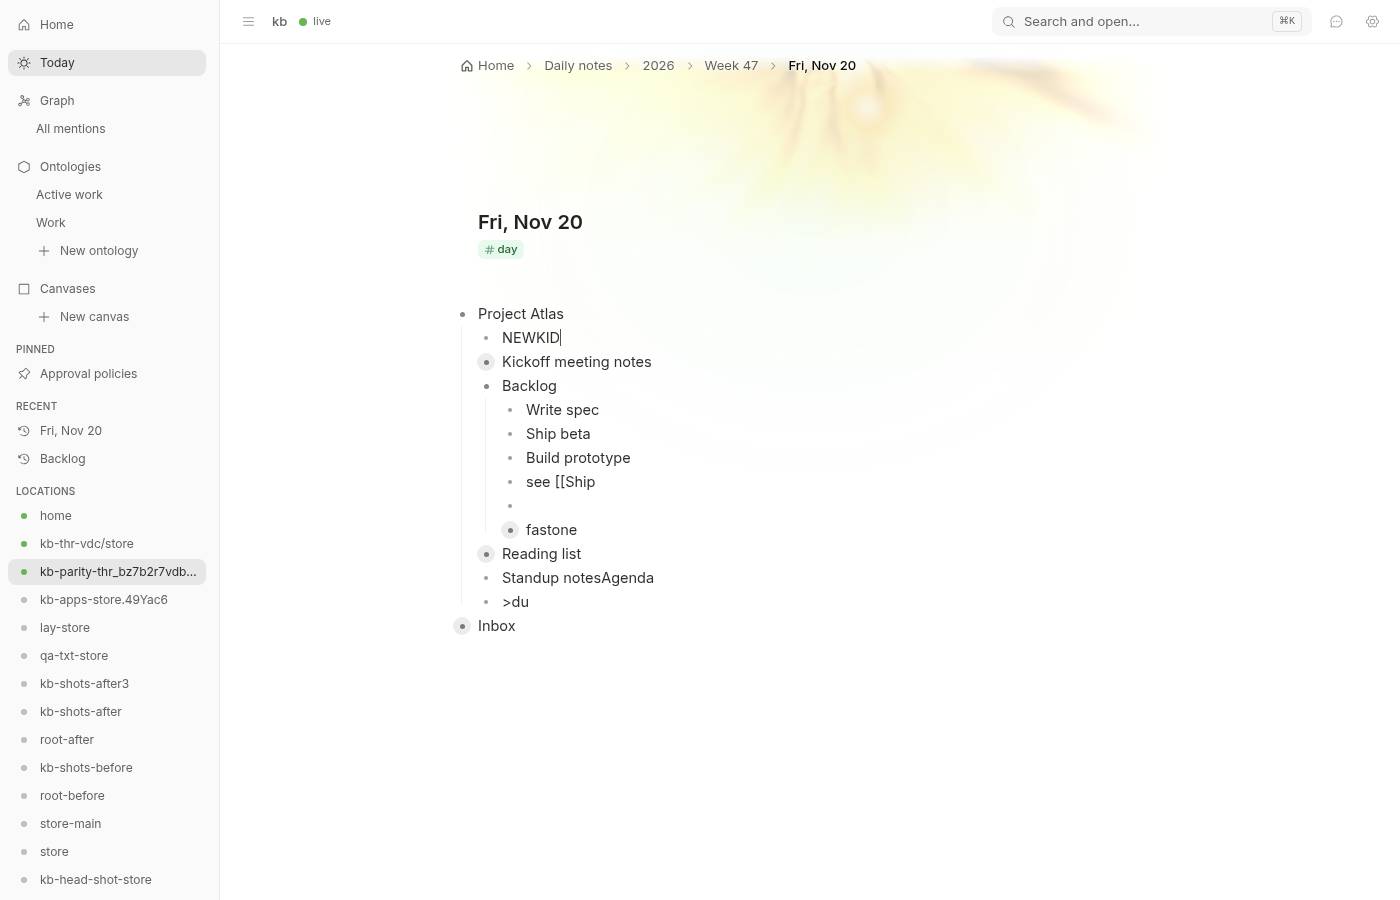 Home
Today
Graph
All mentions
Ontologies
Active work
Work
New ontology
Canvases
New canvas
PINNED
Approval policies
RECENT
Fri, Nov 20
Backlog
LOCATIONS
home
kb-thr-vdc/store
kb-parity-thr_bz7b2r7vdb...
kb-apps-store.49Yac6
lay-store
qa-txt-store
kb-shots-after3
kb-shots-after
root-after
kb-shots-before
root-before
store-main
store
kb-head-shot-store
kb live
Search and open... ⌘K
Home > Daily notes > 2026 > Week 47 > Fri, Nov 20
Fri, Nov 20
# day
Project Atlas
NEWKID
Kickoff meeting notes
Backlog
Write spec
Ship beta
Build prototype
see [[Ship
fastone
Reading list
Standup notesAgenda
>du
Inbox